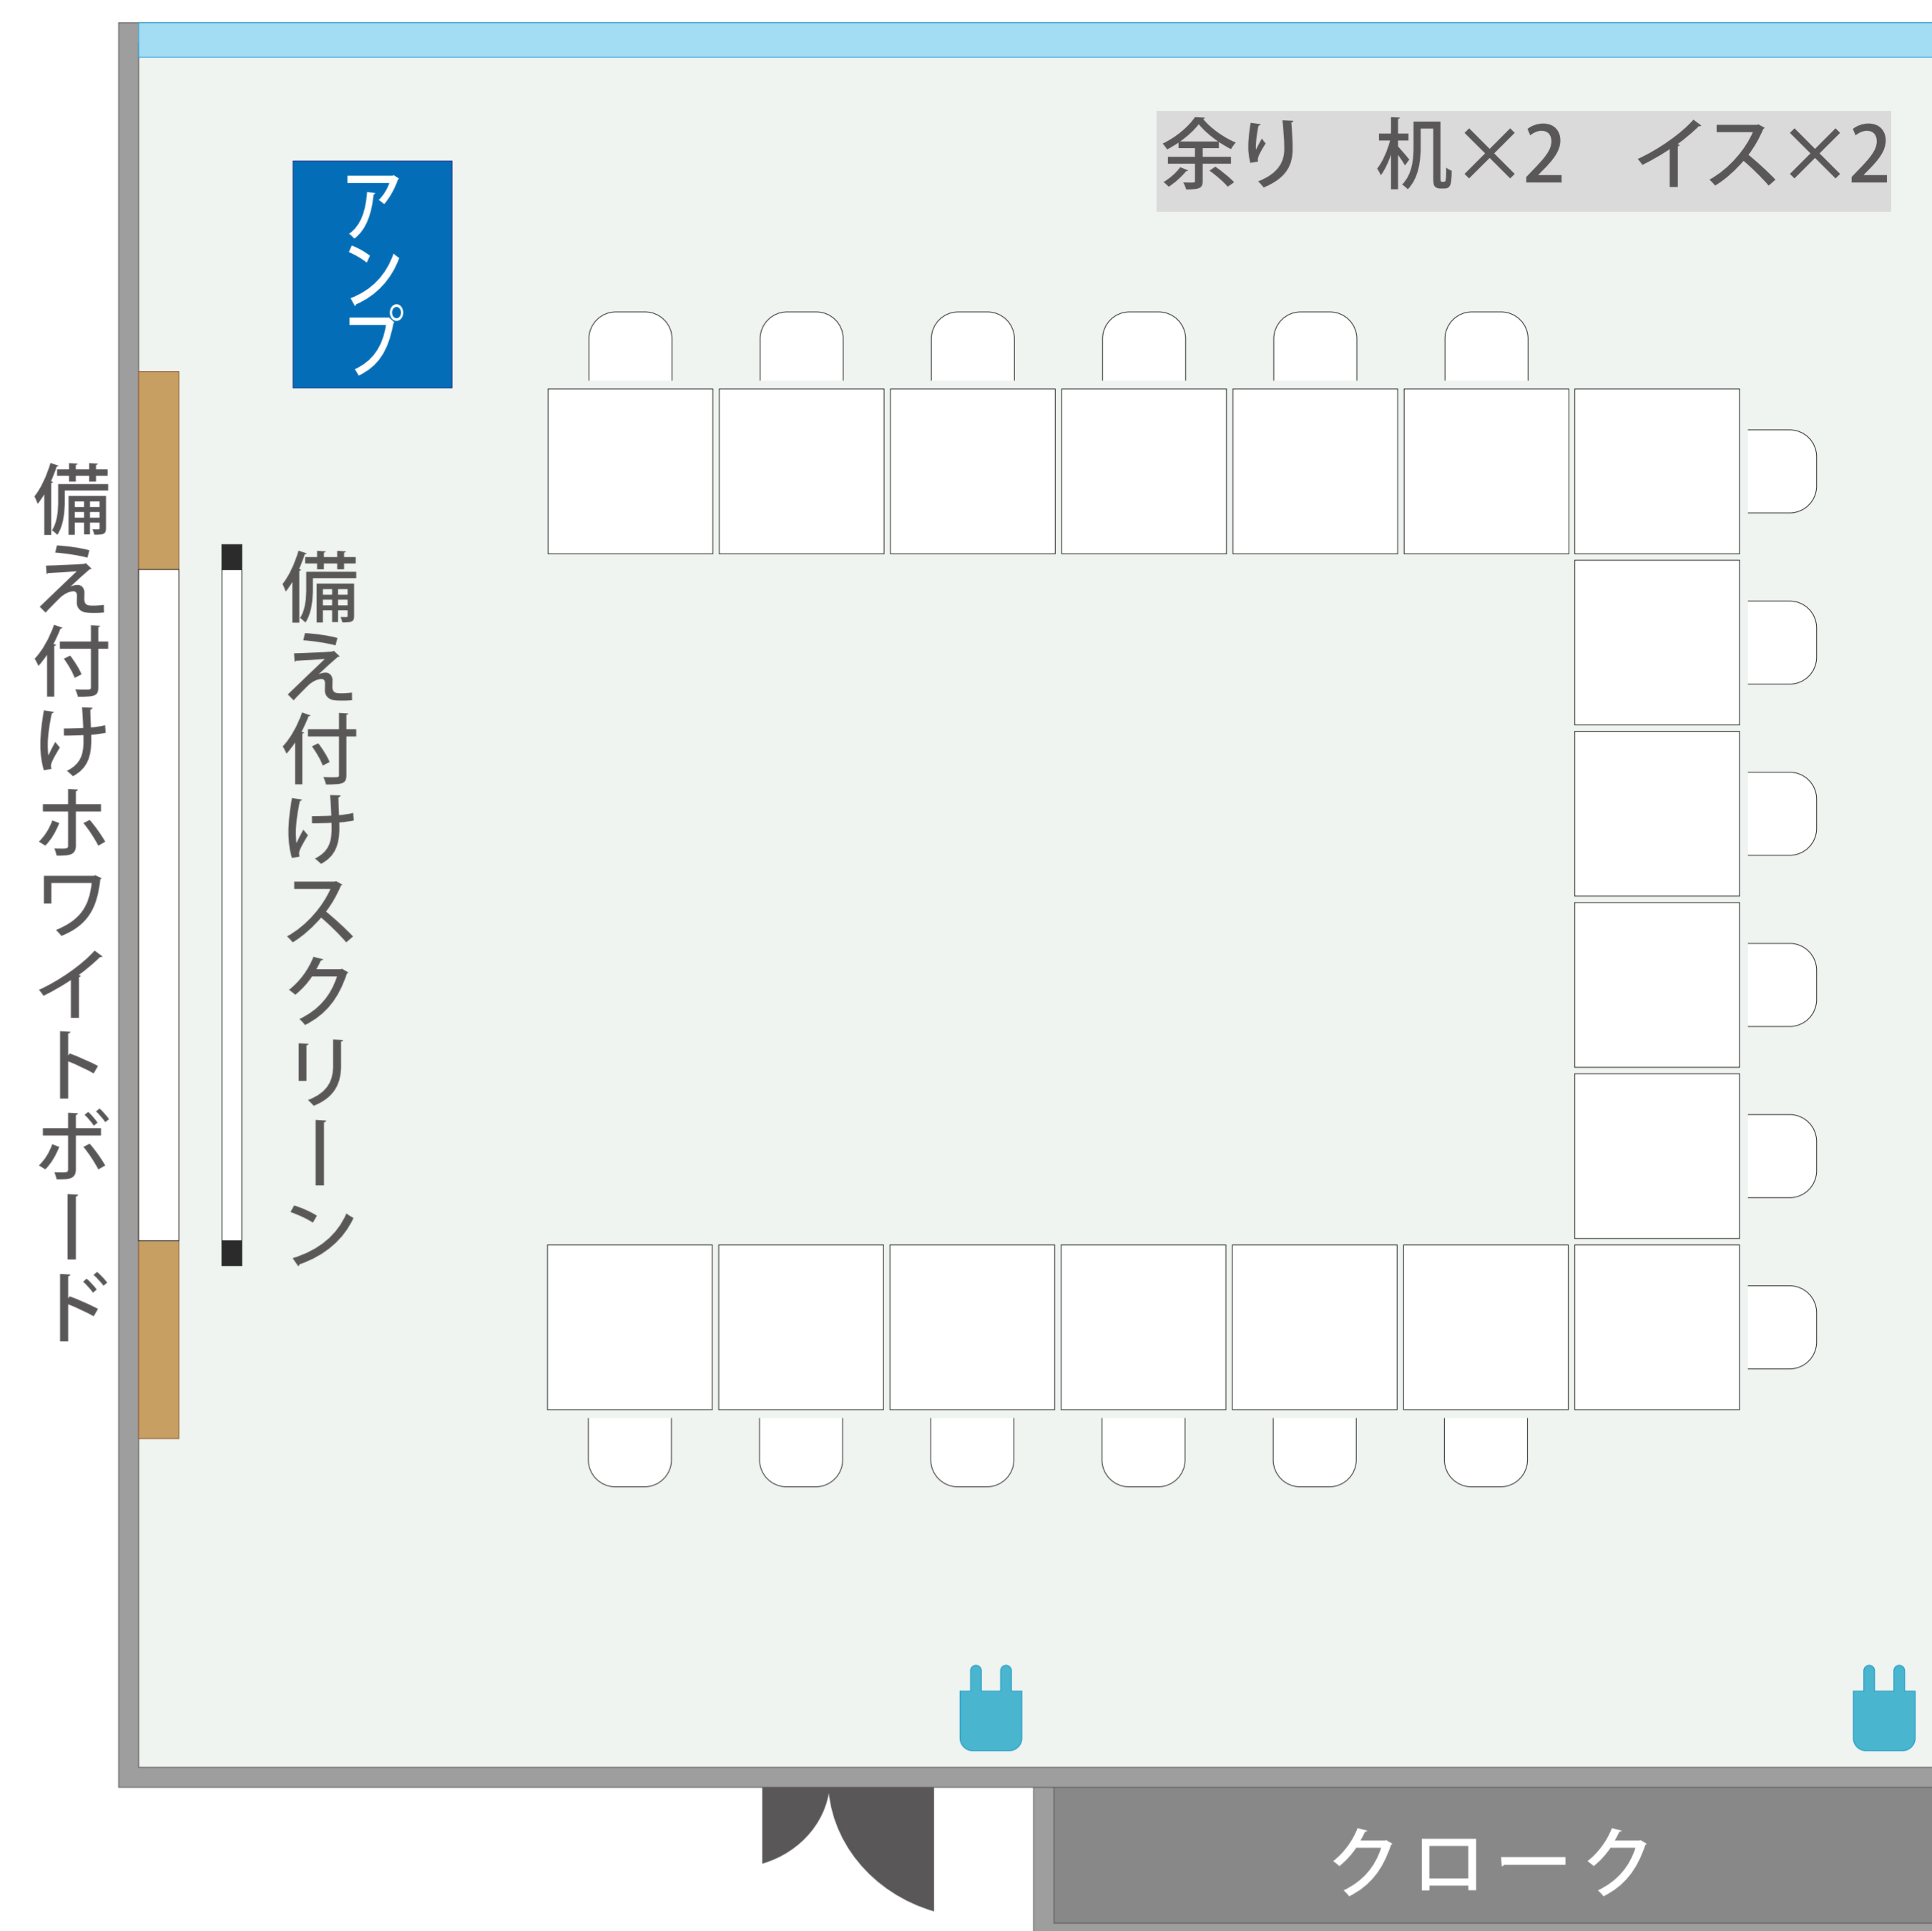 余り 机×2 イス×2
アンプ
備え付けスクリーン
備え付けホワイトボード
クローク